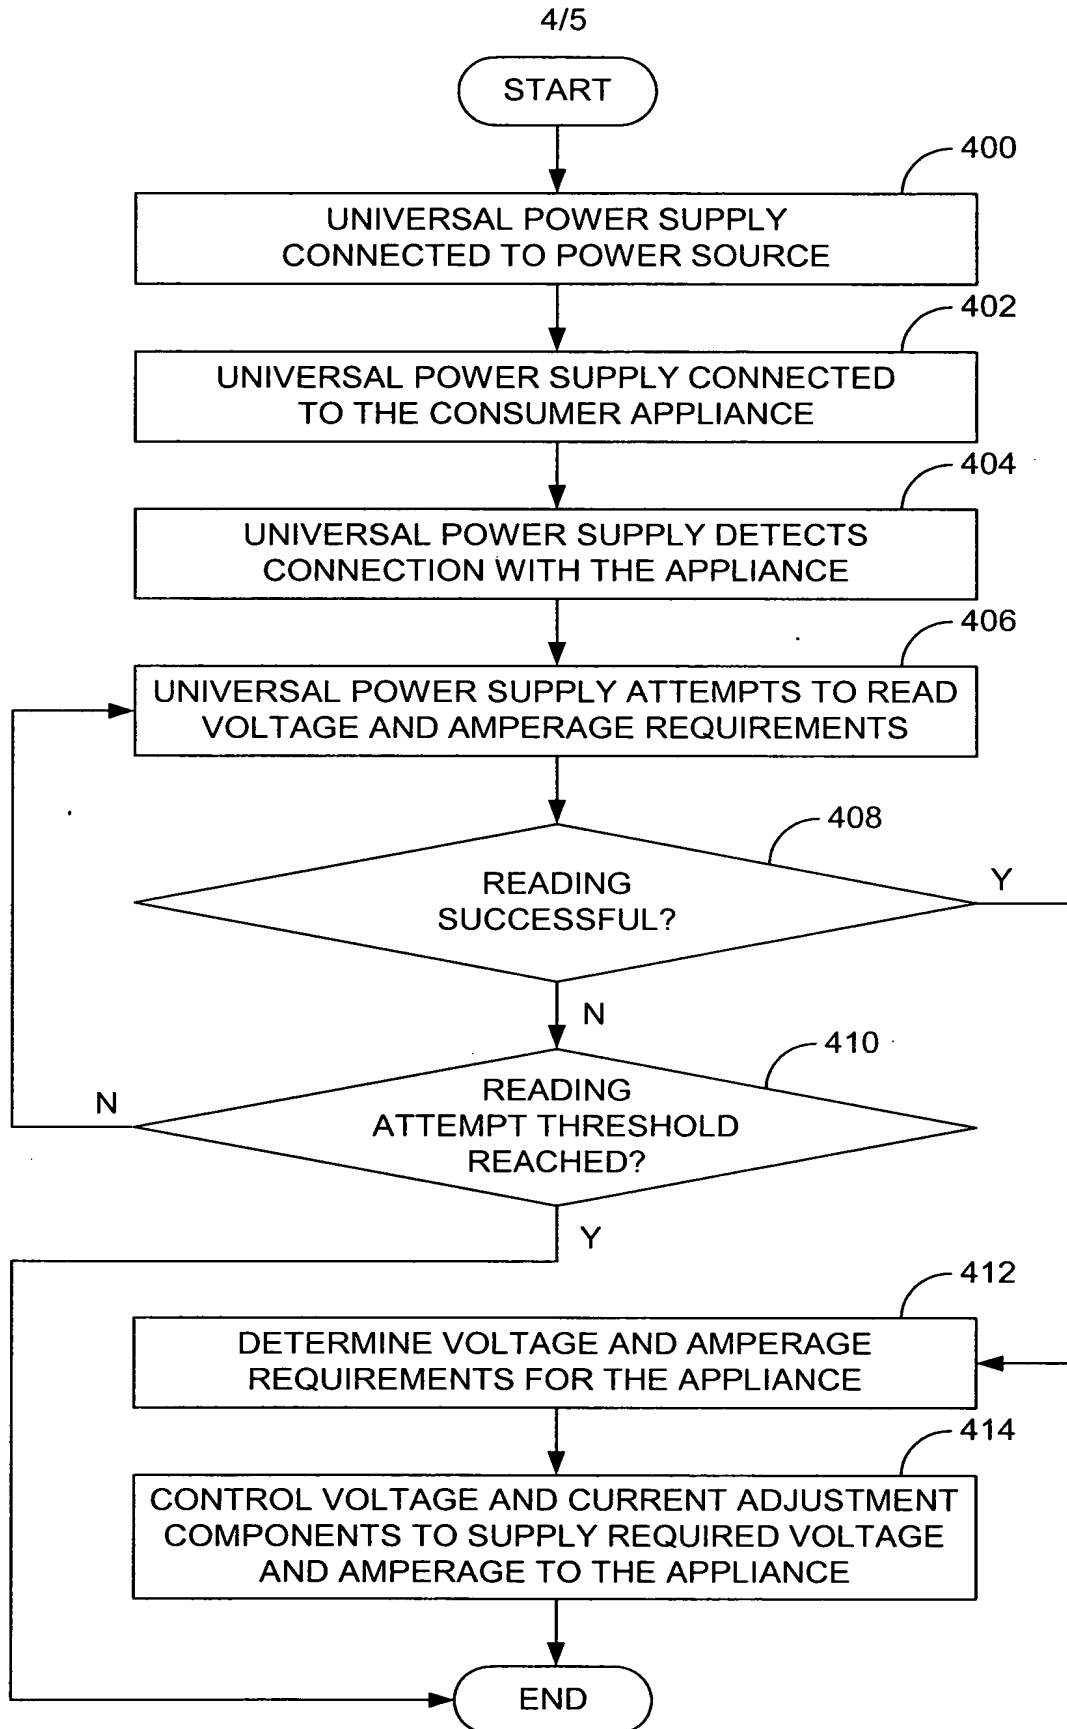 4/5
START
400
UNIVERSAL POWER SUPPLY
CONNECTED TO POWER SOURCE
402
UNIVERSAL POWER SUPPLY CONNECTED
TO THE CONSUMER APPLIANCE
404
UNIVERSAL POWER SUPPLY DETECTS
CONNECTION WITH THE APPLIANCE
406
UNIVERSAL POWER SUPPLY ATTEMPTS TO READ
VOLTAGE AND AMPERAGE REQUIREMENTS
408
READING
SUCCESSFUL?
Y
N
410
READING
ATTEMPT THRESHOLD
REACHED?
N
Y
412
DETERMINE VOLTAGE AND AMPERAGE
REQUIREMENTS FOR THE APPLIANCE
414
CONTROL VOLTAGE AND CURRENT ADJUSTMENT
COMPONENTS TO SUPPLY REQUIRED VOLTAGE
AND AMPERAGE TO THE APPLIANCE
END